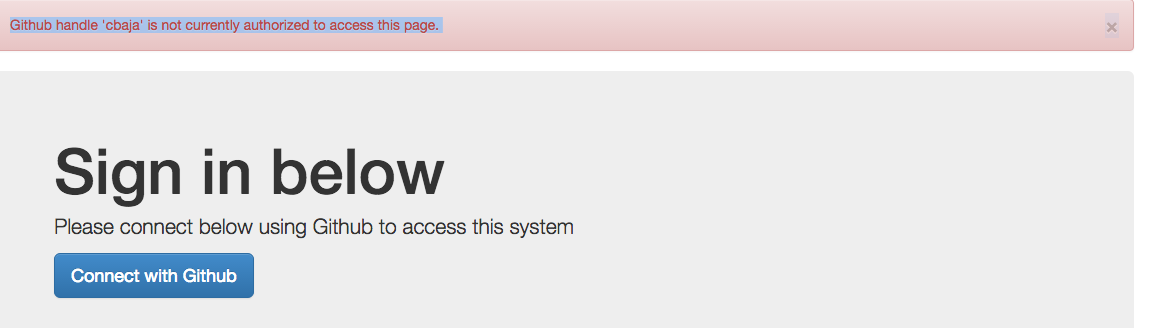 Github handle 'cbaja' is not currently authorized to access this page.
×
Sign in below
Please connect below using Github to access this system
Connect with Github